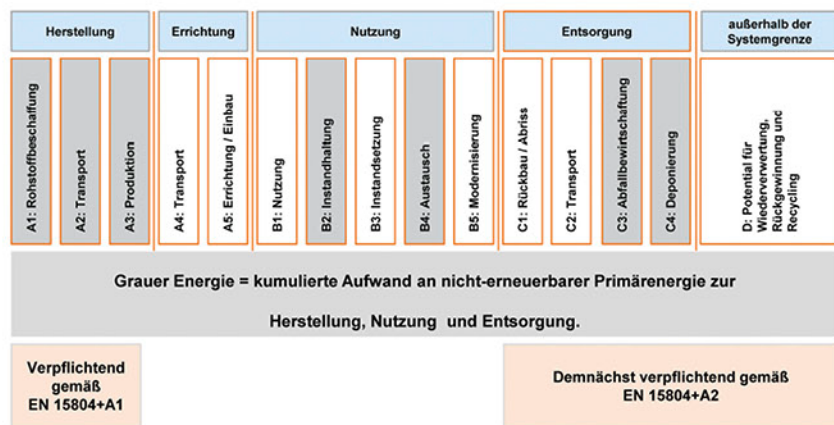 Herstellung
Errichtung
Nutzung
Entsorgung
außerhalb der
Systemgrenze
A1: Rohstoffbeschaffung
A2: Transport
A3: Produktion
A4: Transport
A5: Errichtung / Einbau
B1: Nutzung
B2: Instandhaltung
B3: Instandsetzung
B4: Austausch
B5: Modernisierung
C1: Rückbau / Abriss
C2: Transport
C3: Abfallbewirtschaftung
C4: Deponierung
D: Potential für
Wiederverwertung,
Rückgewinnung und
Recycling
Grauer Energie = kumulierte Aufwand an nicht-erneuerbarer Primärenergie zur
Herstellung, Nutzung und Entsorgung.
Verpflichtend
gemäß
EN 15804+A1
Demnächst verpflichtend gemäß
EN 15804+A2